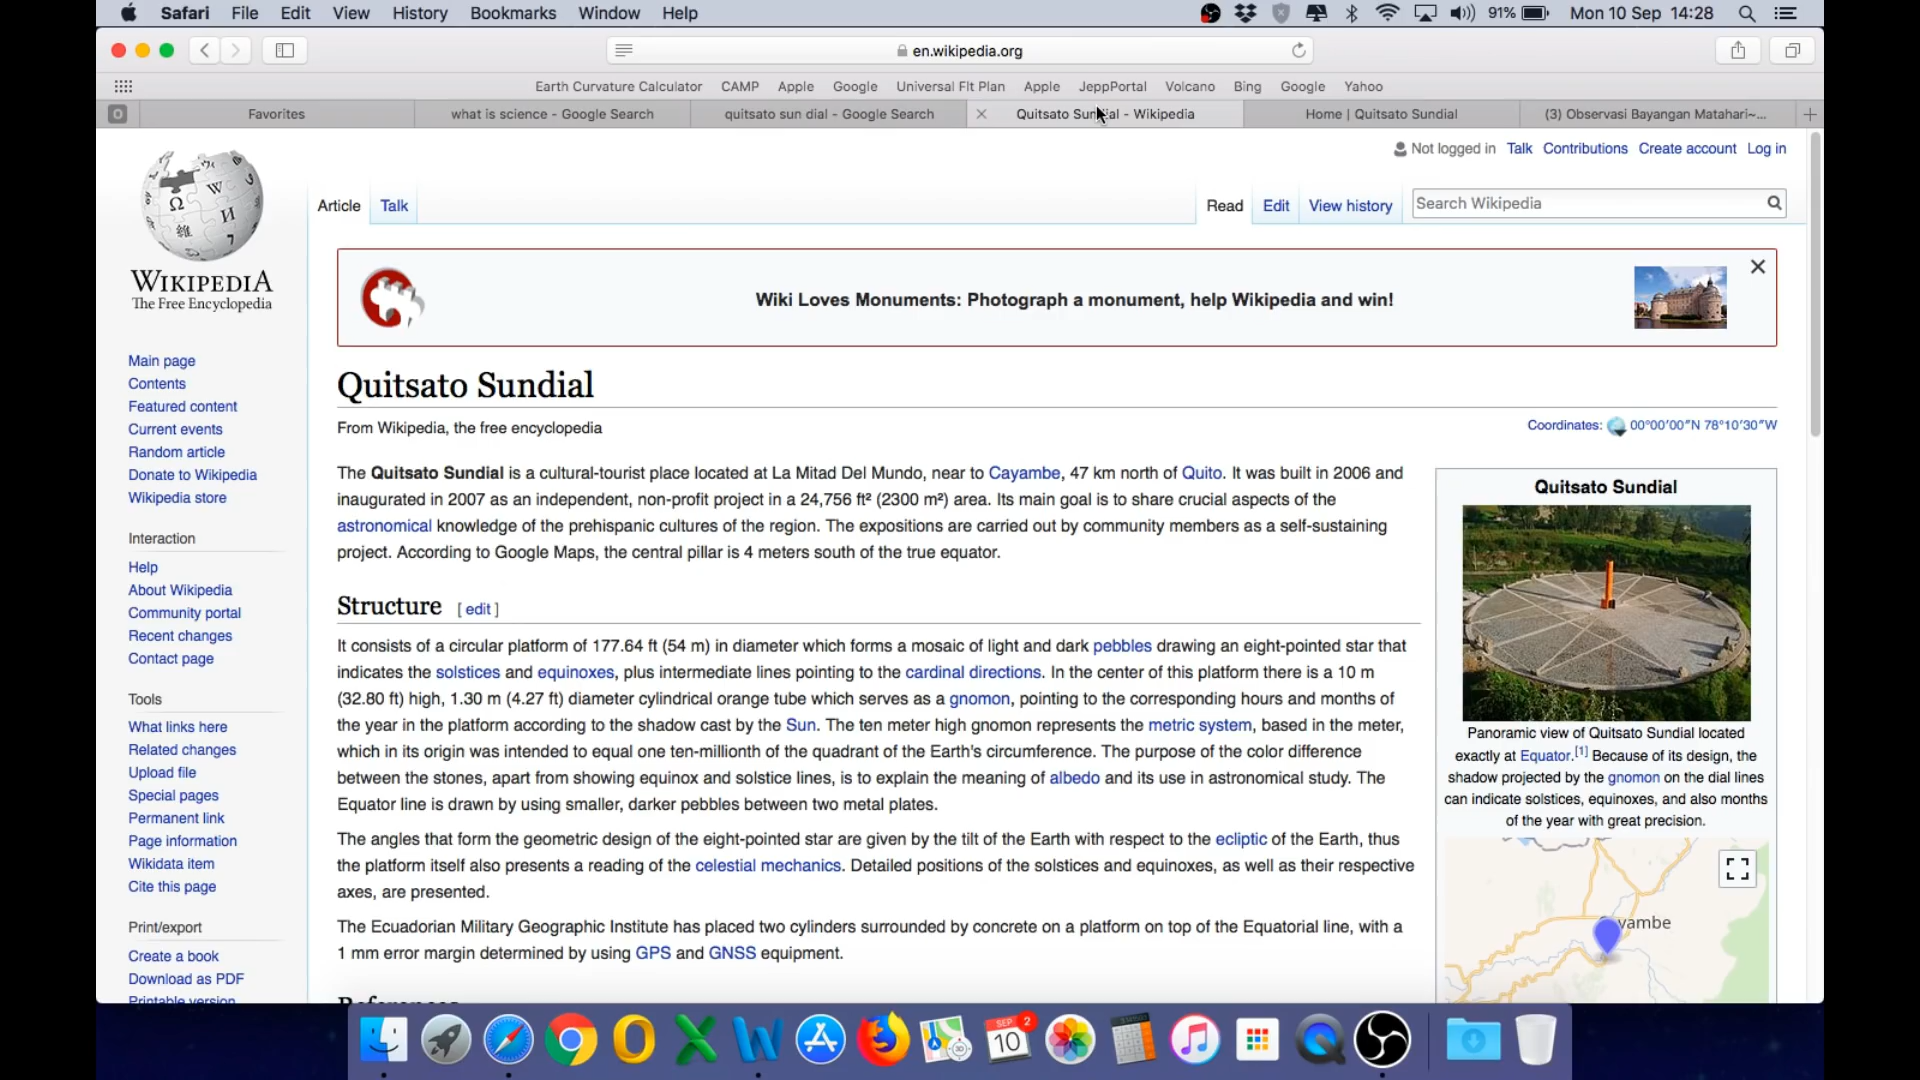 Safari File Edit View History Bookmarks Window Help 91% Mon 10 Sep 14:28
en.wikipedia.org
Earth Curvature Calculator CAMP Apple Google Universal Flt Plan Apple JeppPortal Volcano Bing Google Yahoo
O Favorites what is science - Google Search quitsato sun dial - Google Search Quitsato Sundial - Wikipedia Home | Quitsato Sundial (3) Observasi Bayangan Matahari~...
Not logged in Talk Contributions Create account Log in
Article Talk Read Edit View history Search Wikipedia
WIKIPEDIA
The Free Encyclopedia
Main page
Contents
Featured content
Current events
Random article
Donate to Wikipedia
Wikipedia store
Interaction
Help
About Wikipedia
Community portal
Recent changes
Contact page
Tools
What links here
Related changes
Upload file
Special pages
Permanent link
Page information
Wikidata item
Cite this page
Print/export
Create a book
Download as PDF
Printable version
Wiki Loves Monuments: Photograph a monument, help Wikipedia and win!
Quitsato Sundial
From Wikipedia, the free encyclopedia
Coordinates: 00°00′00″N 78°10′30″W
The Quitsato Sundial is a cultural-tourist place located at La Mitad Del Mundo, near to Cayambe, 47 km north of Quito. It was built in 2006 and
inaugurated in 2007 as an independent, non-profit project in a 24,756 ft² (2300 m²) area. Its main goal is to share crucial aspects of the
astronomical knowledge of the prehispanic cultures of the region. The expositions are carried out by community members as a self-sustaining
project. According to Google Maps, the central pillar is 4 meters south of the true equator.
Structure [ edit ]
It consists of a circular platform of 177.64 ft (54 m) in diameter which forms a mosaic of light and dark pebbles drawing an eight-pointed star that
indicates the solstices and equinoxes, plus intermediate lines pointing to the cardinal directions. In the center of this platform there is a 10 m
(32.80 ft) high, 1.30 m (4.27 ft) diameter cylindrical orange tube which serves as a gnomon, pointing to the corresponding hours and months of
the year in the platform according to the shadow cast by the Sun. The ten meter high gnomon represents the metric system, based in the meter,
which in its origin was intended to equal one ten-millionth of the quadrant of the Earth's circumference. The purpose of the color difference
between the stones, apart from showing equinox and solstice lines, is to explain the meaning of albedo and its use in astronomical study. The
Equator line is drawn by using smaller, darker pebbles between two metal plates.
The angles that form the geometric design of the eight-pointed star are given by the tilt of the Earth with respect to the ecliptic of the Earth, thus
the platform itself also presents a reading of the celestial mechanics. Detailed positions of the solstices and equinoxes, as well as their respective
axes, are presented.
The Ecuadorian Military Geographic Institute has placed two cylinders surrounded by concrete on a platform on top of the Equatorial line, with a
1 mm error margin determined by using GPS and GNSS equipment.
References
Quitsato Sundial
Panoramic view of Quitsato Sundial located
exactly at Equator.[1] Because of its design, the
shadow projected by the gnomon on the dial lines
can indicate solstices, equinoxes, and also months
of the year with great precision.
SEP 10 2